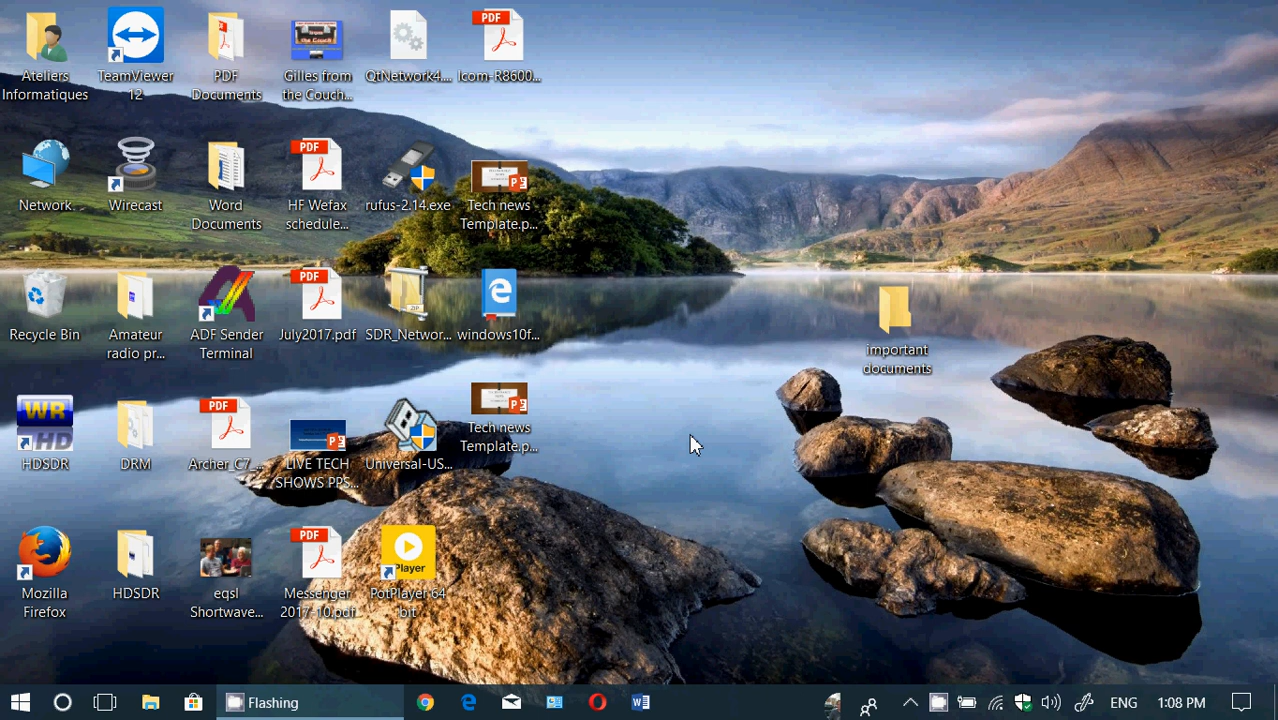 Ateliers
Informatiques
TeamViewer
12
PDF
Documents
Gilles from
the Couch...
QtNetwork4....
PDF
Icom-R8600...
Network
Wirecast
Word
Documents
PDF
HF Wefax
schedule...
rufus-2.14.exe
Tech news
Template.p...
Recycle Bin
Amateur
radio pr...
ADF Sender
Terminal
PDF
July2017.pdf
ZIP
SDR_Networ...
windows10f...
important
documents
WR
HD
HDSDR
DRM
PDF
Archer_C7_...
LIVE TECH
SHOWS PPS...
Universal-US...
Tech news
Template.p...
Mozilla
Firefox
HDSDR
eqsl
Shortwave...
PDF
Messenger
2017-10.pdf
Player
PotPlayer 64
bit
Flashing
ENG
1:08 PM